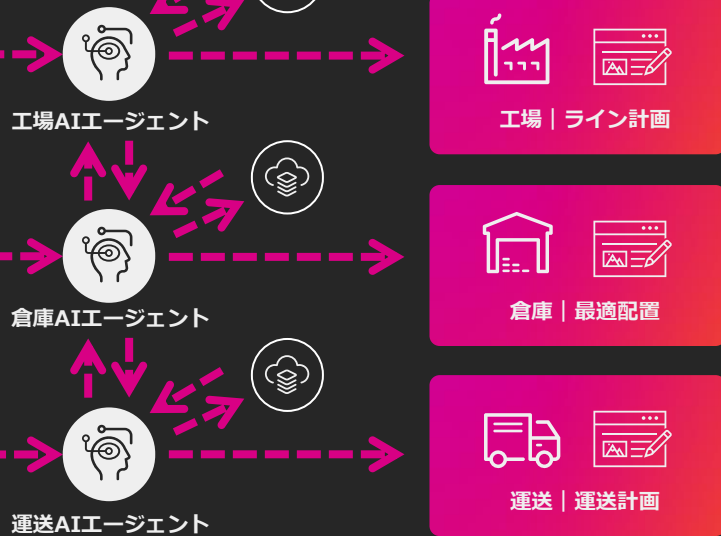 工場AIエージェント
工場｜ライン計画
倉庫AIエージェント
倉庫｜最適配置
運送AIエージェント
運送｜運送計画